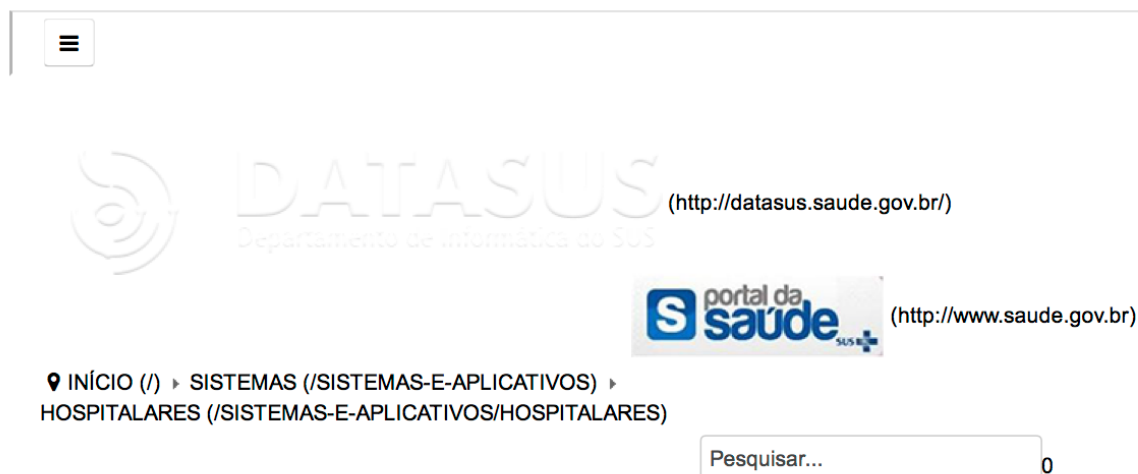 DATASUS
Departamento de Informática do SUS
(http://datasus.saude.gov.br/)
S portal da saúde SUS
(http://www.saude.gov.br)
INÍCIO (/) ▸ SISTEMAS (/SISTEMAS-E-APLICATIVOS) ▸
HOSPITALARES (/SISTEMAS-E-APLICATIVOS/HOSPITALARES)
Pesquisar...
0